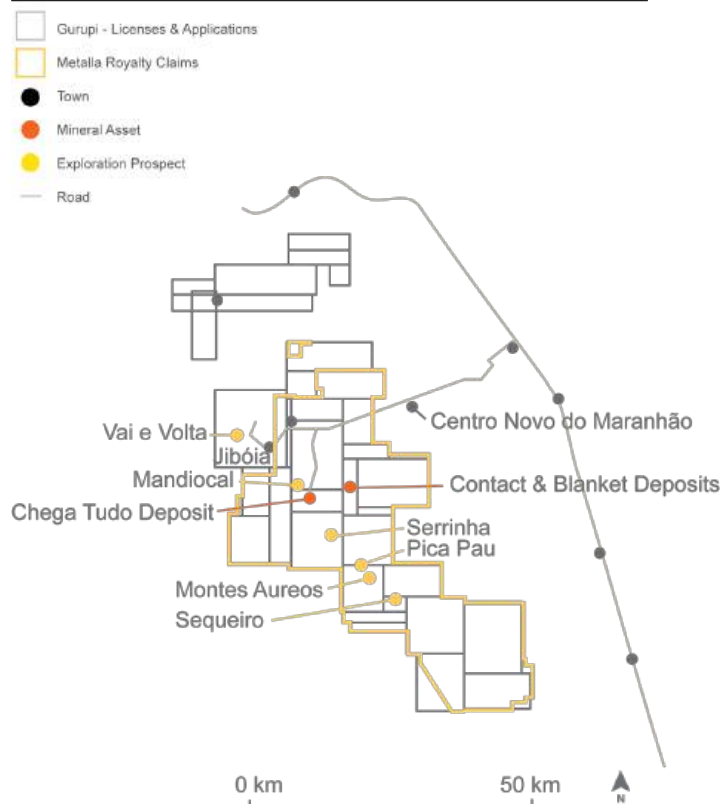 Gurupi - Licenses & Applications
Metalla Royalty Claims
Town
Mineral Asset
Exploration Prospect
Road
Centro Novo do Maranhão
Vai e Volta
Jibóia
Mandiocal
Contact & Blanket Deposits
Chega Tudo Deposit
Serrinha
Pica Pau
Montes Aureos
Sequeiro
0 km
50 km
N